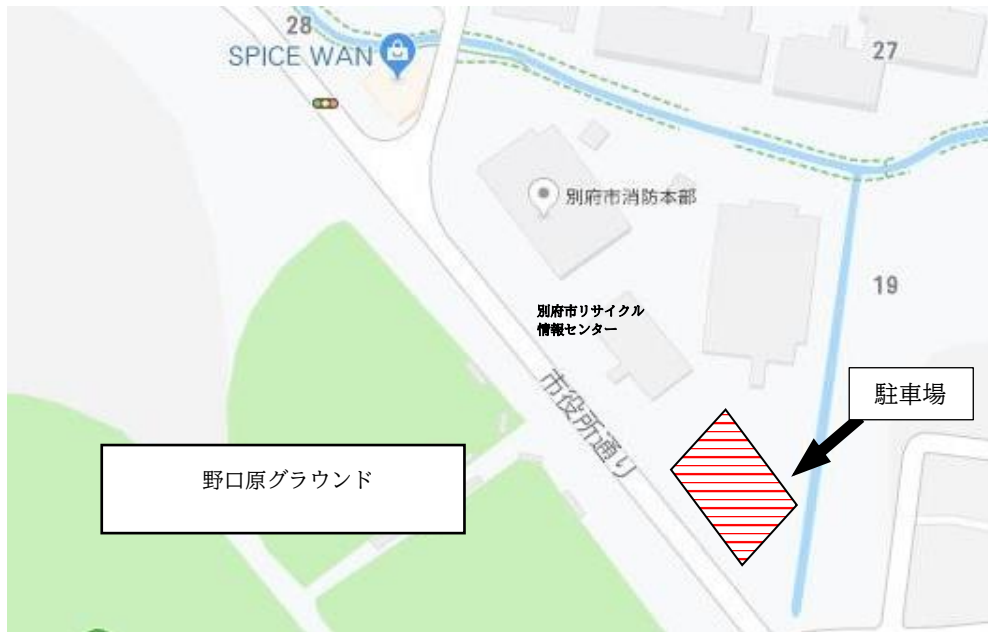 28
SPICE WAN
27
別府市消防本部
19
別府市リサイクル
情報センター
市役所通り
駐車場
野口原グラウンド